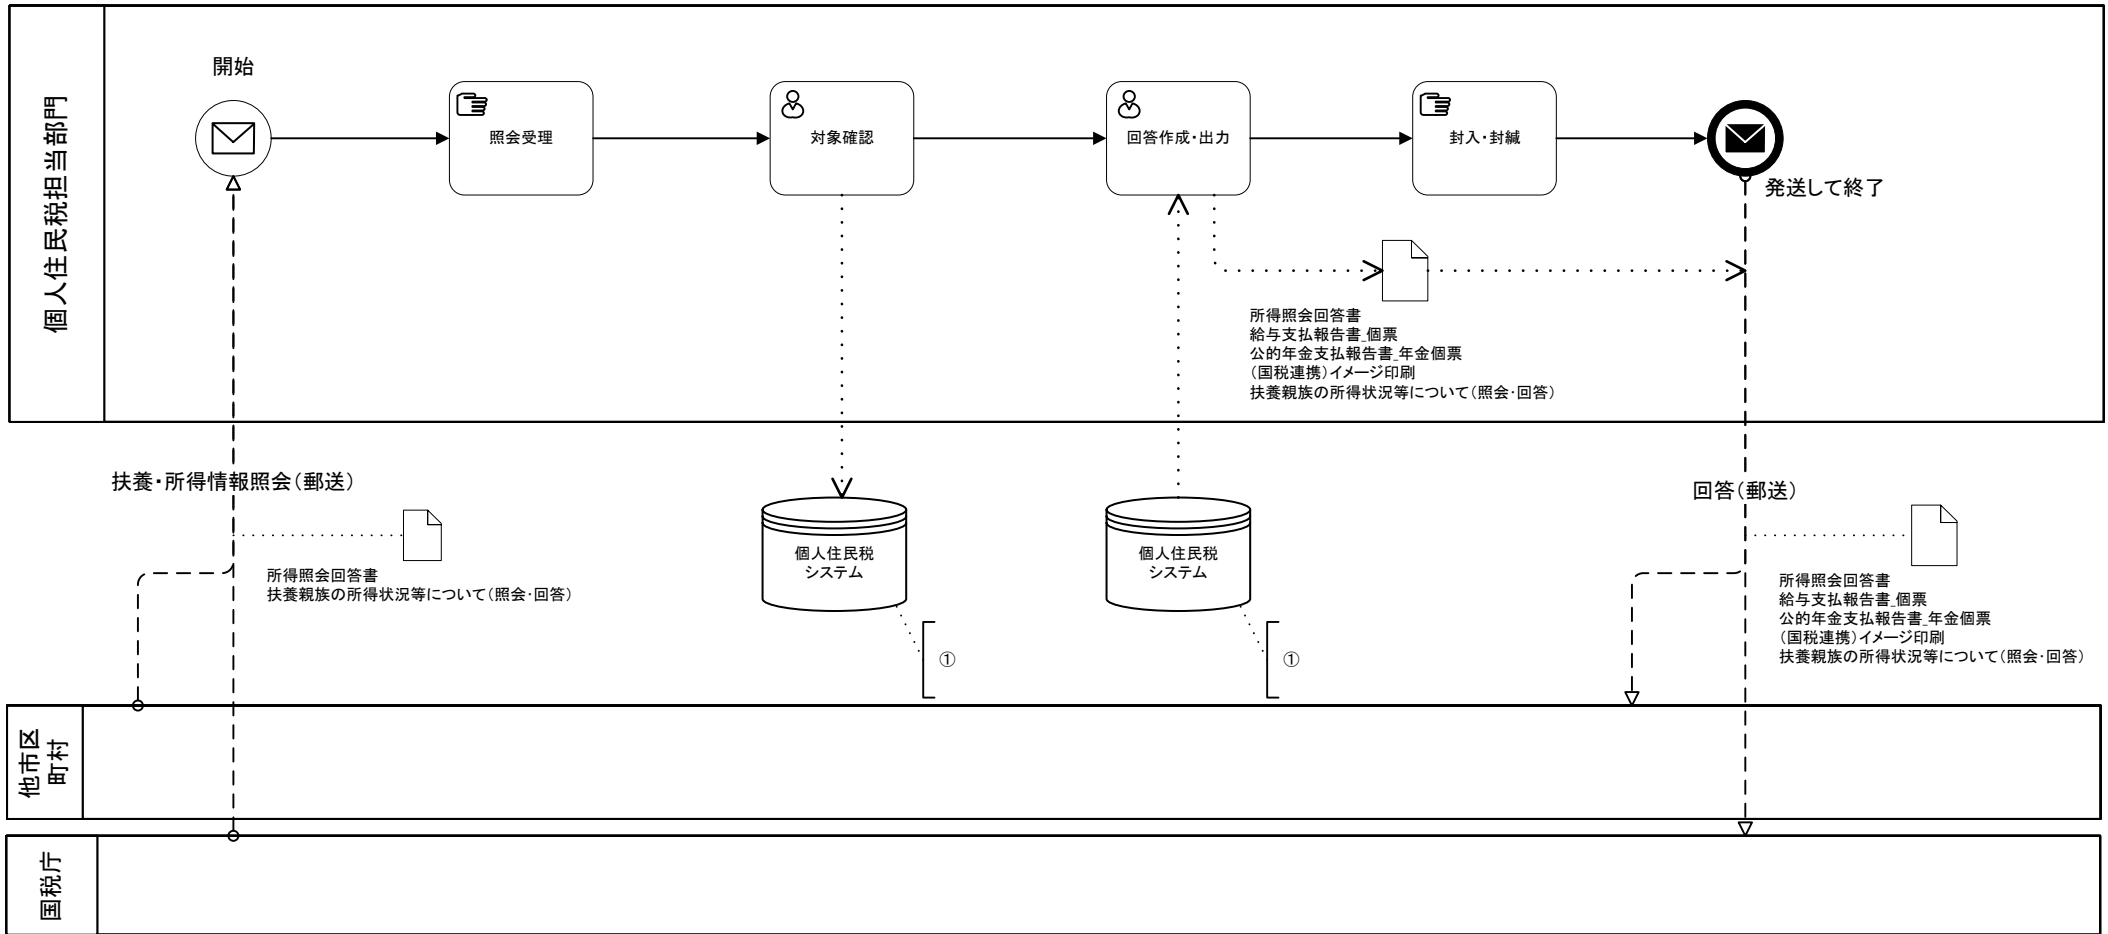 個人住民税担当部門
開始
照会受理
対象確認
回答作成・出力
封入・封緘
発送して終了
所得照会回答書
給与支払報告書_個票
公的年金支払報告書_年金個票
（国税連携）イメージ印刷
扶養親族の所得状況等について（照会・回答）
扶養・所得情報照会（郵送）
所得照会回答書
扶養親族の所得状況等について（照会・回答）
個人住民税
システム
①
個人住民税
システム
①
回答（郵送）
所得照会回答書
給与支払報告書_個票
公的年金支払報告書_年金個票
（国税連携）イメージ印刷
扶養親族の所得状況等について（照会・回答）
他市区
町村
国税庁